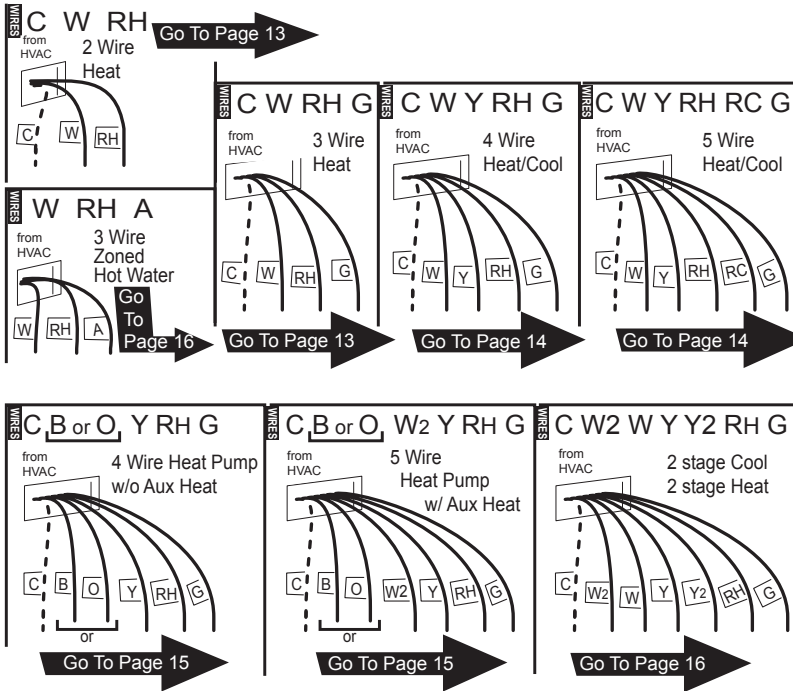 WIRES
C W RH
from
HVAC
2 Wire
Heat
Go To Page 13
C W RH
WIRES
W RH A
from
HVAC
3 Wire
Zoned
Hot Water
Go
To
Page 16
W RH A
WIRES
C W RH G
from
HVAC
3 Wire
Heat
C W RH G
Go To Page 13
WIRES
C W Y RH G
from
HVAC
4 Wire
Heat/Cool
C W Y RH G
Go To Page 14
WIRES
C W Y RH RC G
from
HVAC
5 Wire
Heat/Cool
C W Y RH RC G
Go To Page 14
WIRES
C B or O Y RH G
from
HVAC
4 Wire Heat Pump
w/o Aux Heat
C B O Y RH G
or
Go To Page 15
WIRES
C B or O W2 Y RH G
from
HVAC
5 Wire
Heat Pump
w/ Aux Heat
C B O W2 Y RH G
or
Go To Page 15
WIRES
C W2 W Y Y2 RH G
from
HVAC
2 stage Cool
2 stage Heat
C W2 W Y Y2 RH G
Go To Page 16